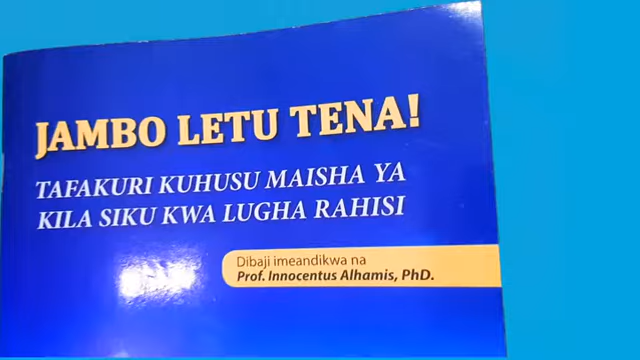 JAMBO LETU TENA!
TAFAKURI KUHUSU MAISHA YA
KILA SIKU KWA LUGHA RAHISI
Dibaji imeandikwa na
Prof. Innocentus Alhamis, PhD.